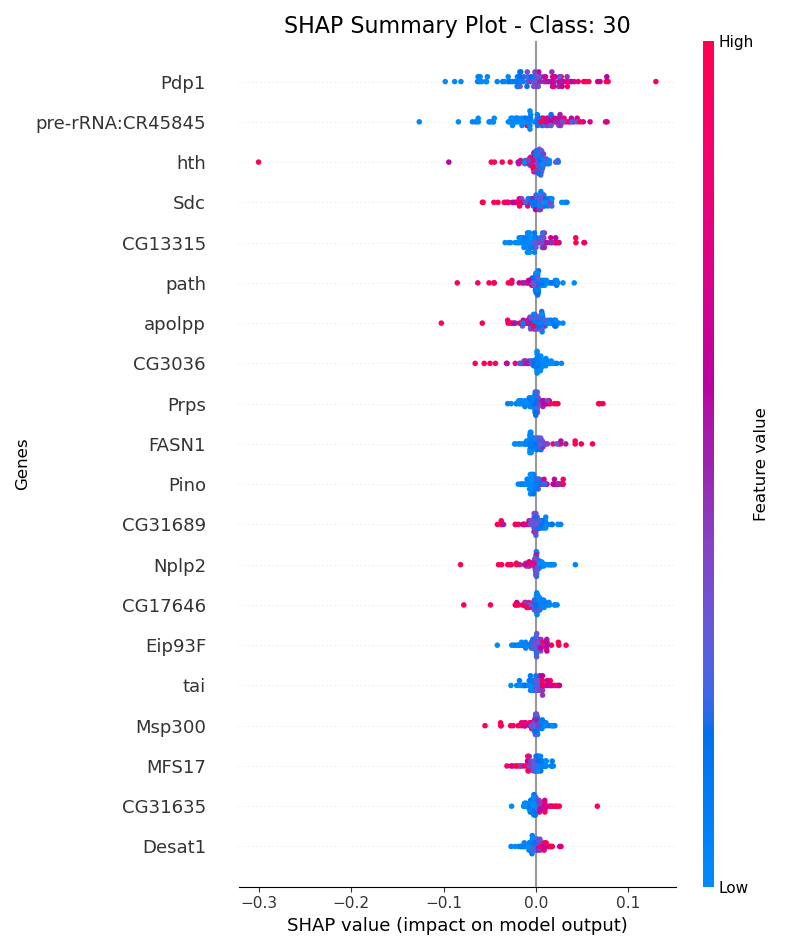 SHAP Summary Plot - Class: 30
High
Pdp1
pre-rRNA:CR45845
hth
Sdc
CG13315
path
apolpp
CG3036
Prps
FASN1
Pino
CG31689
Nplp2
CG17646
Eip93F
tai
Msp300
MFS17
CG31635
Desat1
Genes
Feature value
Low
−0.3 −0.2 −0.1 0.0 0.1
SHAP value (impact on model output)